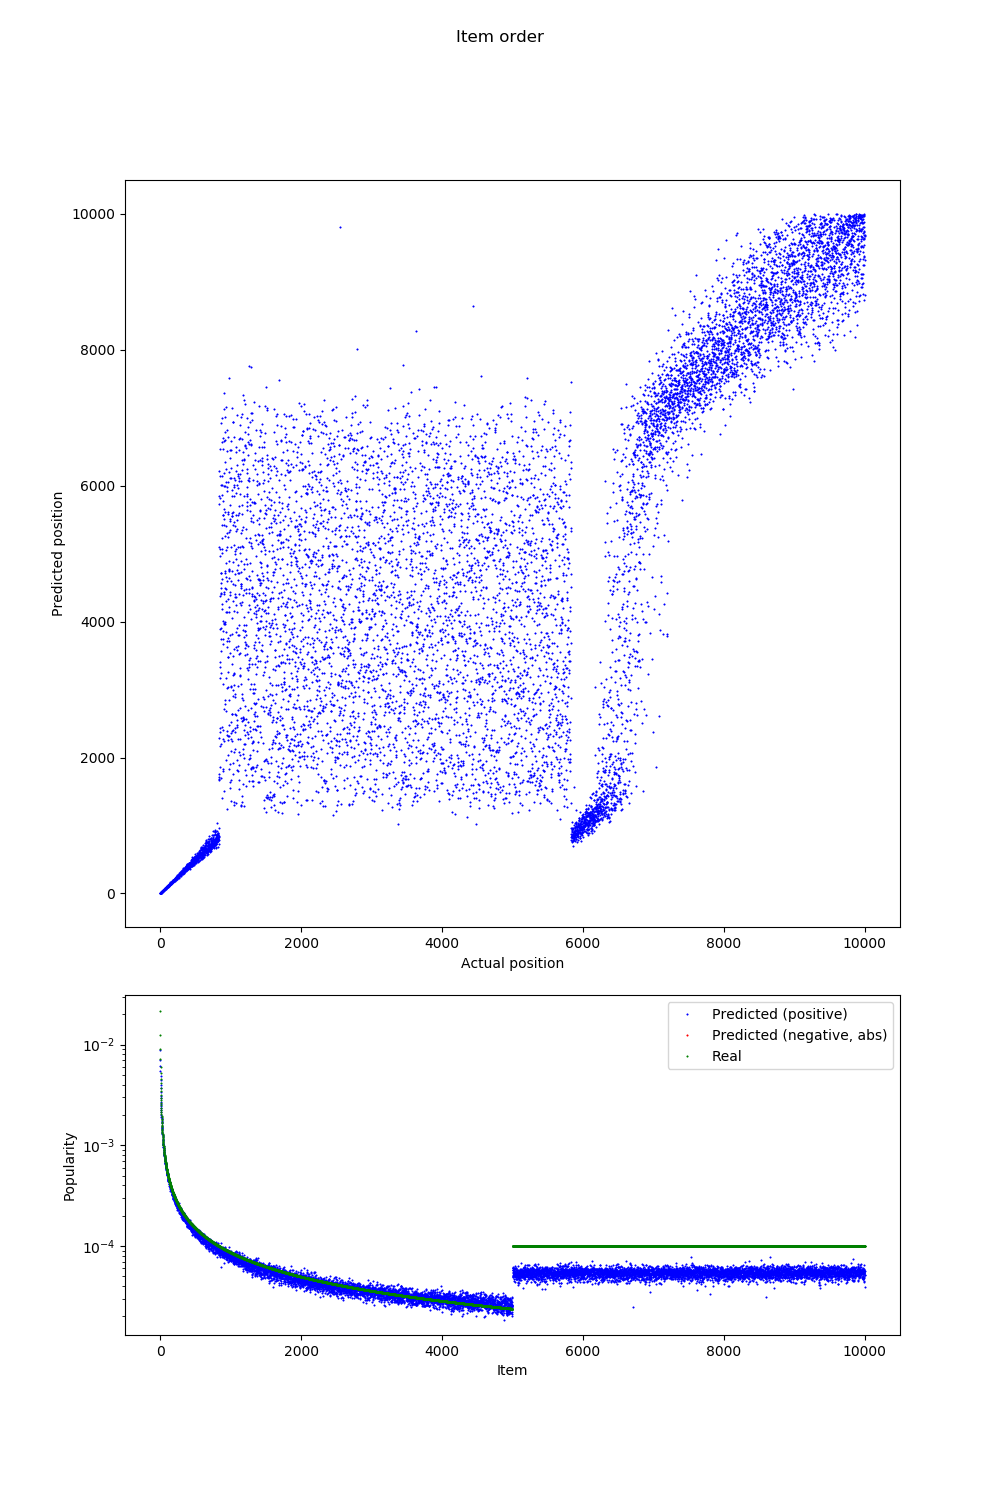 Item order
10000
8000
6000
4000
2000
0
Predicted position
0 2000 4000 6000 8000 10000
Actual position
10⁻²
10⁻³
10⁻⁴
Popularity
Predicted (positive)
Predicted (negative, abs)
Real
0 2000 4000 6000 8000 10000
Item